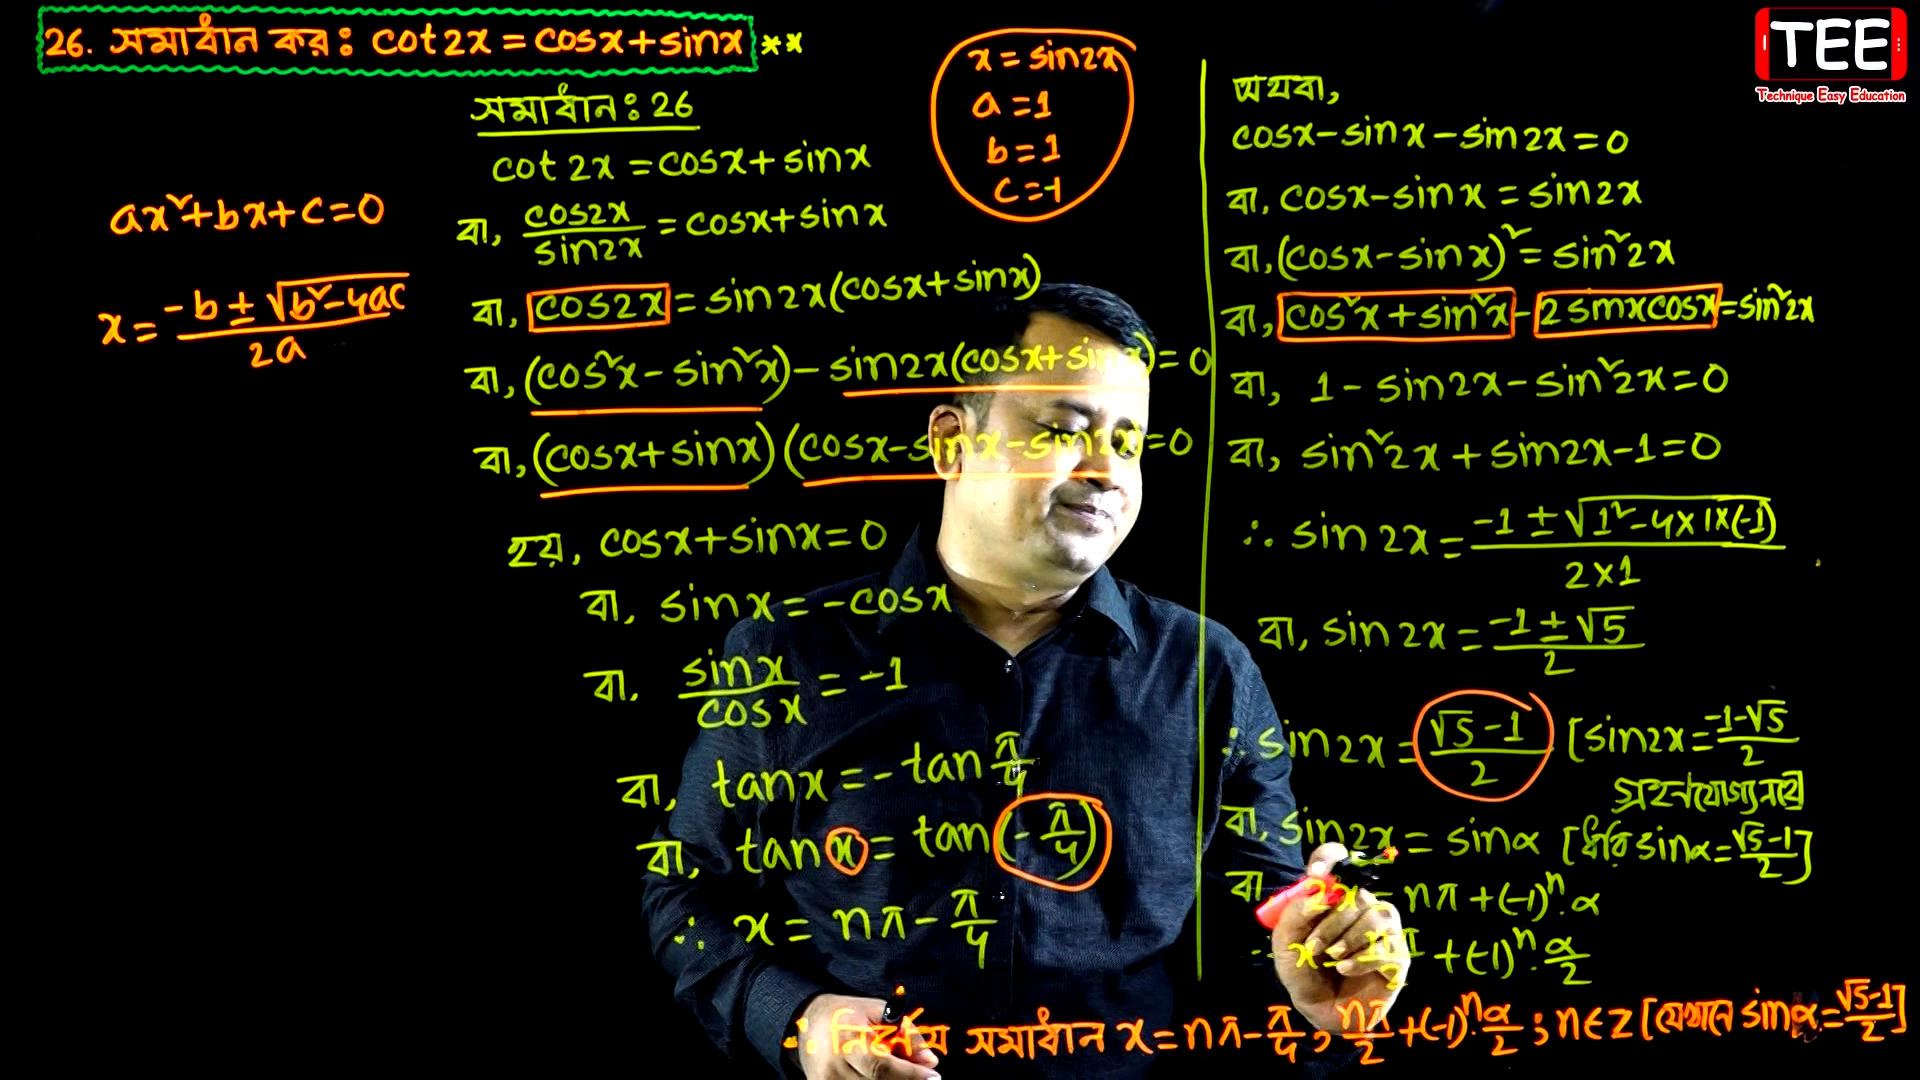 26. সমাধান কর: cot2x = cosx + sinx **
TEE
Technique Easy Education
ax²+bx+c=0
x = (-b ± √(b²-4ac))/2a
সমাধান: 26
cot2x = cosx + sinx
বা, cos2x/sin2x = cosx + sinx
বা, cos2x = sin2x(cosx+sinx)
বা, (cos²x - sin²x) - sin2x(cosx+sinx) = 0
বা, (cosx+sinx)(cosx-sinx-sin2x)=0
হয়, cosx+sinx=0
বা, sinx = -cosx
বা, sinx/cosx = -1
বা, tanx = -tan π/4
বা, tanx = tan(-π/4)
∴ x = nπ - π/4
x = sin2x
a = 1
b = 1
c = -1
অথবা,
cosx - sinx - sin2x = 0
বা, cosx - sinx = sin2x
বা, (cosx - sinx)² = sin²2x
বা, cos²x + sin²x - 2sinxcosx = sin²2x
বা, 1 - sin2x - sin²2x = 0
বা, sin²2x + sin2x - 1 = 0
∴ sin2x = (-1 ± √(1²-4×1×(-1)))/(2×1)
বা, sin2x = (-1±√5)/2
∴ sin2x = (√5-1)/2 [sin2x = (-1-√5)/2
গ্রহনযোগ্য নহে]
বা, sin2x = sinα [ধরি sinα = (√5-1)/2]
বা, 2x = nπ + (-1)ⁿ.α
∴ x = nπ/2 + (-1)ⁿ.α/2
∴ নির্ণেয় সমাধান x = nπ - π/4, nπ/2 + (-1)ⁿ α/2 ; n∈Z [যেখানে sinα = (√5-1)/2]